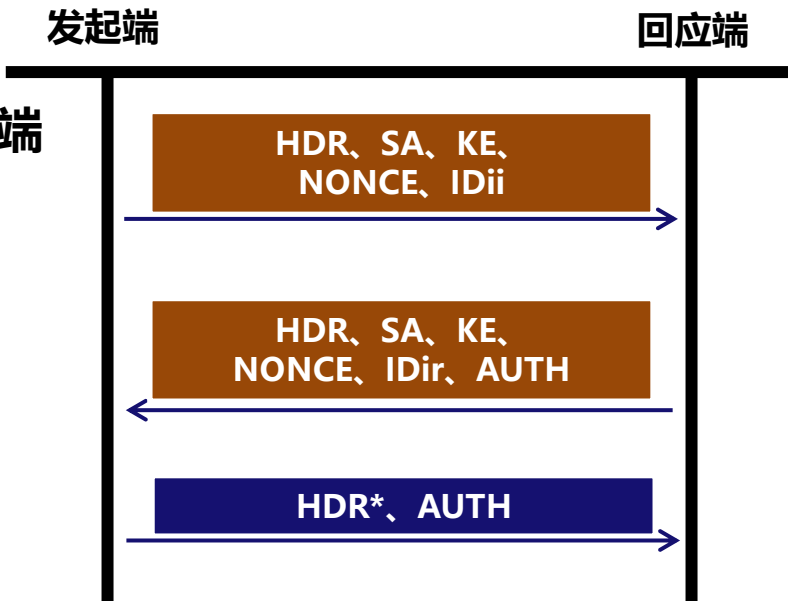 发起端
回应端
端
HDR、SA、KE、
NONCE、IDii
HDR、SA、KE、
NONCE、IDir、AUTH
HDR*、AUTH